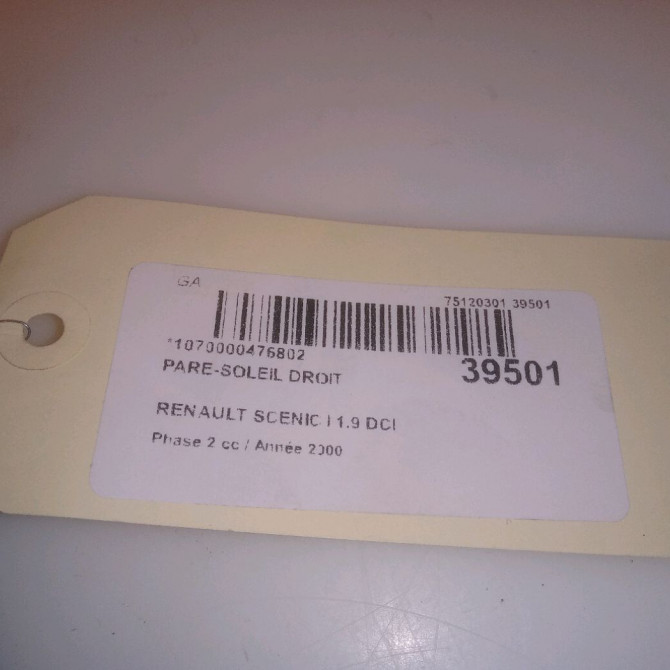 GA
75120301 39501
*1070000476802
39501
PARE-SOLEIL DROIT
RENAULT SCENIC I 1.9 DCI
Phase 2 cc / Année 2000